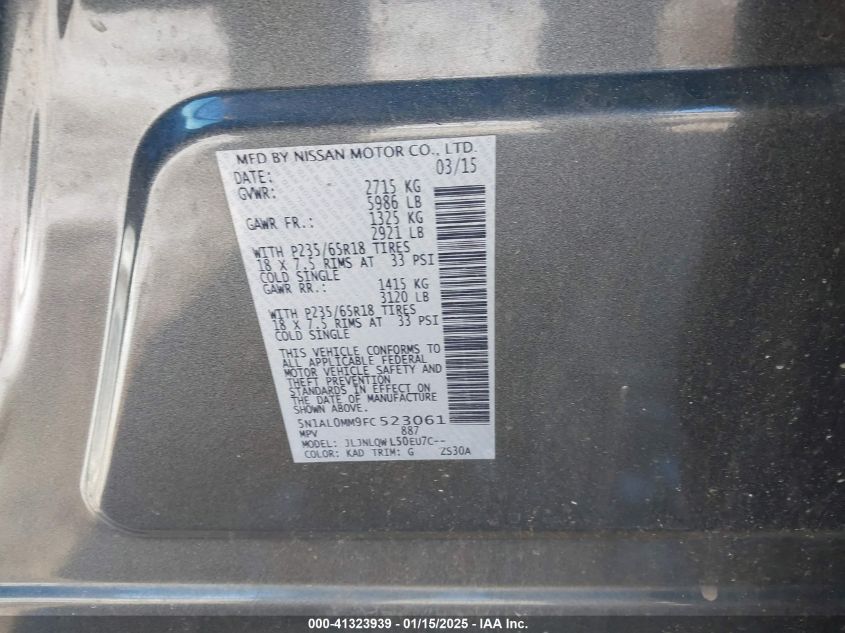 MFD BY NISSAN MOTOR CO., LTD.
DATE: 03/15
GVWR: 2715 KG
5986 LB
GAWR FR.: 1325 KG
2921 LB
WITH P235/65R18 TIRES
18 X 7.5 RIMS AT 33 PSI
COLD SINGLE
GAWR RR.: 1415 KG
3120 LB
WITH P235/65R18 TIRES
18 X 7.5 RIMS AT 33 PSI
COLD SINGLE
THIS VEHICLE CONFORMS TO
ALL APPLICABLE FEDERAL
MOTOR VEHICLE SAFETY AND
THEFT PREVENTION
STANDARDS IN EFFECT ON
THE DATE OF MANUFACTURE
SHOWN ABOVE.
5N1AL0MM9FC523061
MPV 887
MODEL: JLJNLQWL50EU7C--
COLOR: KAD TRIM: G ZS30A
000-41323939 - 01/15/2025 - IAA Inc.